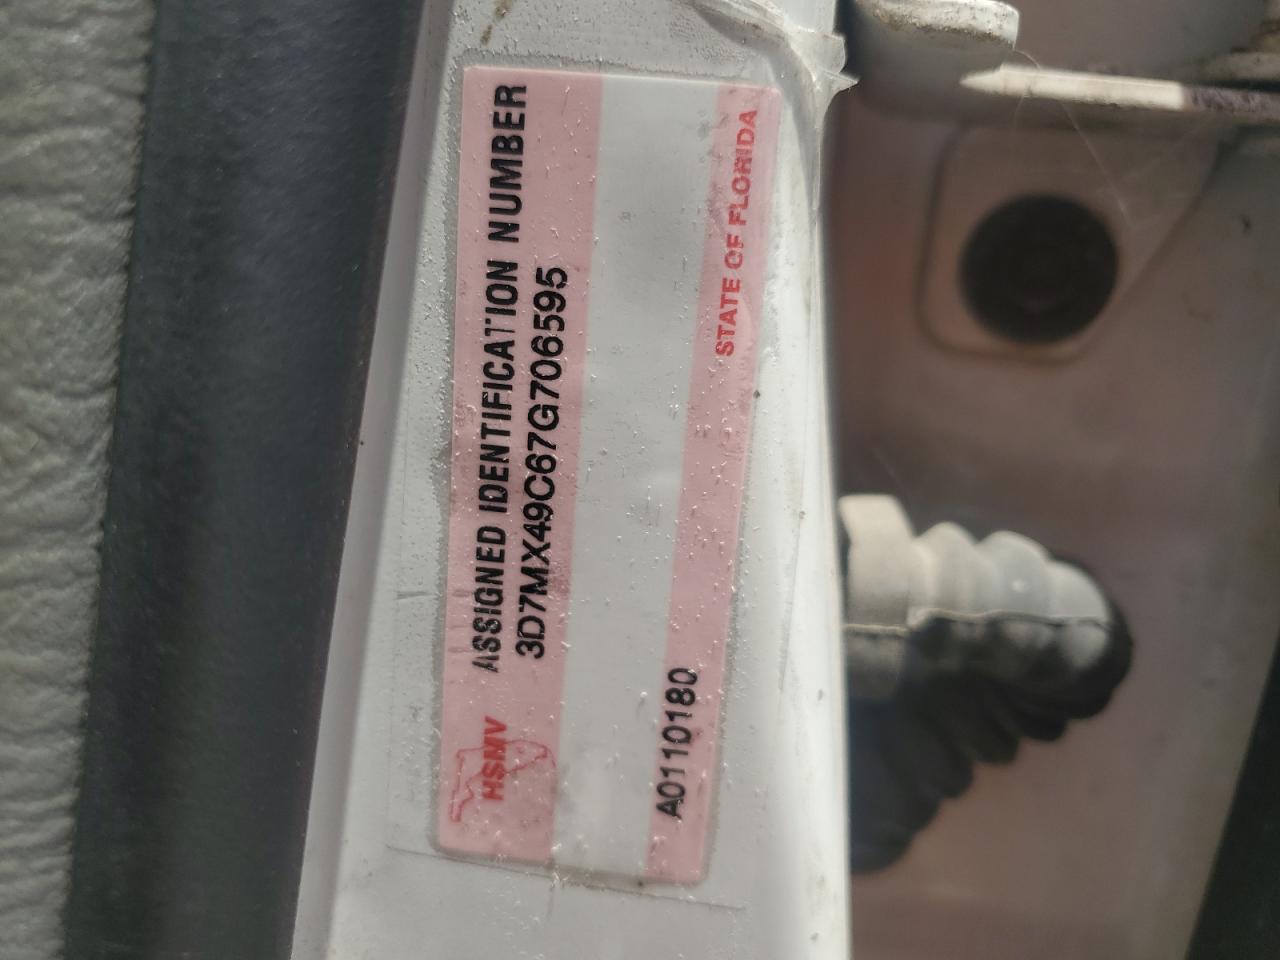 ASSIGNED IDENTIFICATION NUMBER
3D7MX49C67G706595
HSMV
A0110180
STATE OF FLORIDA